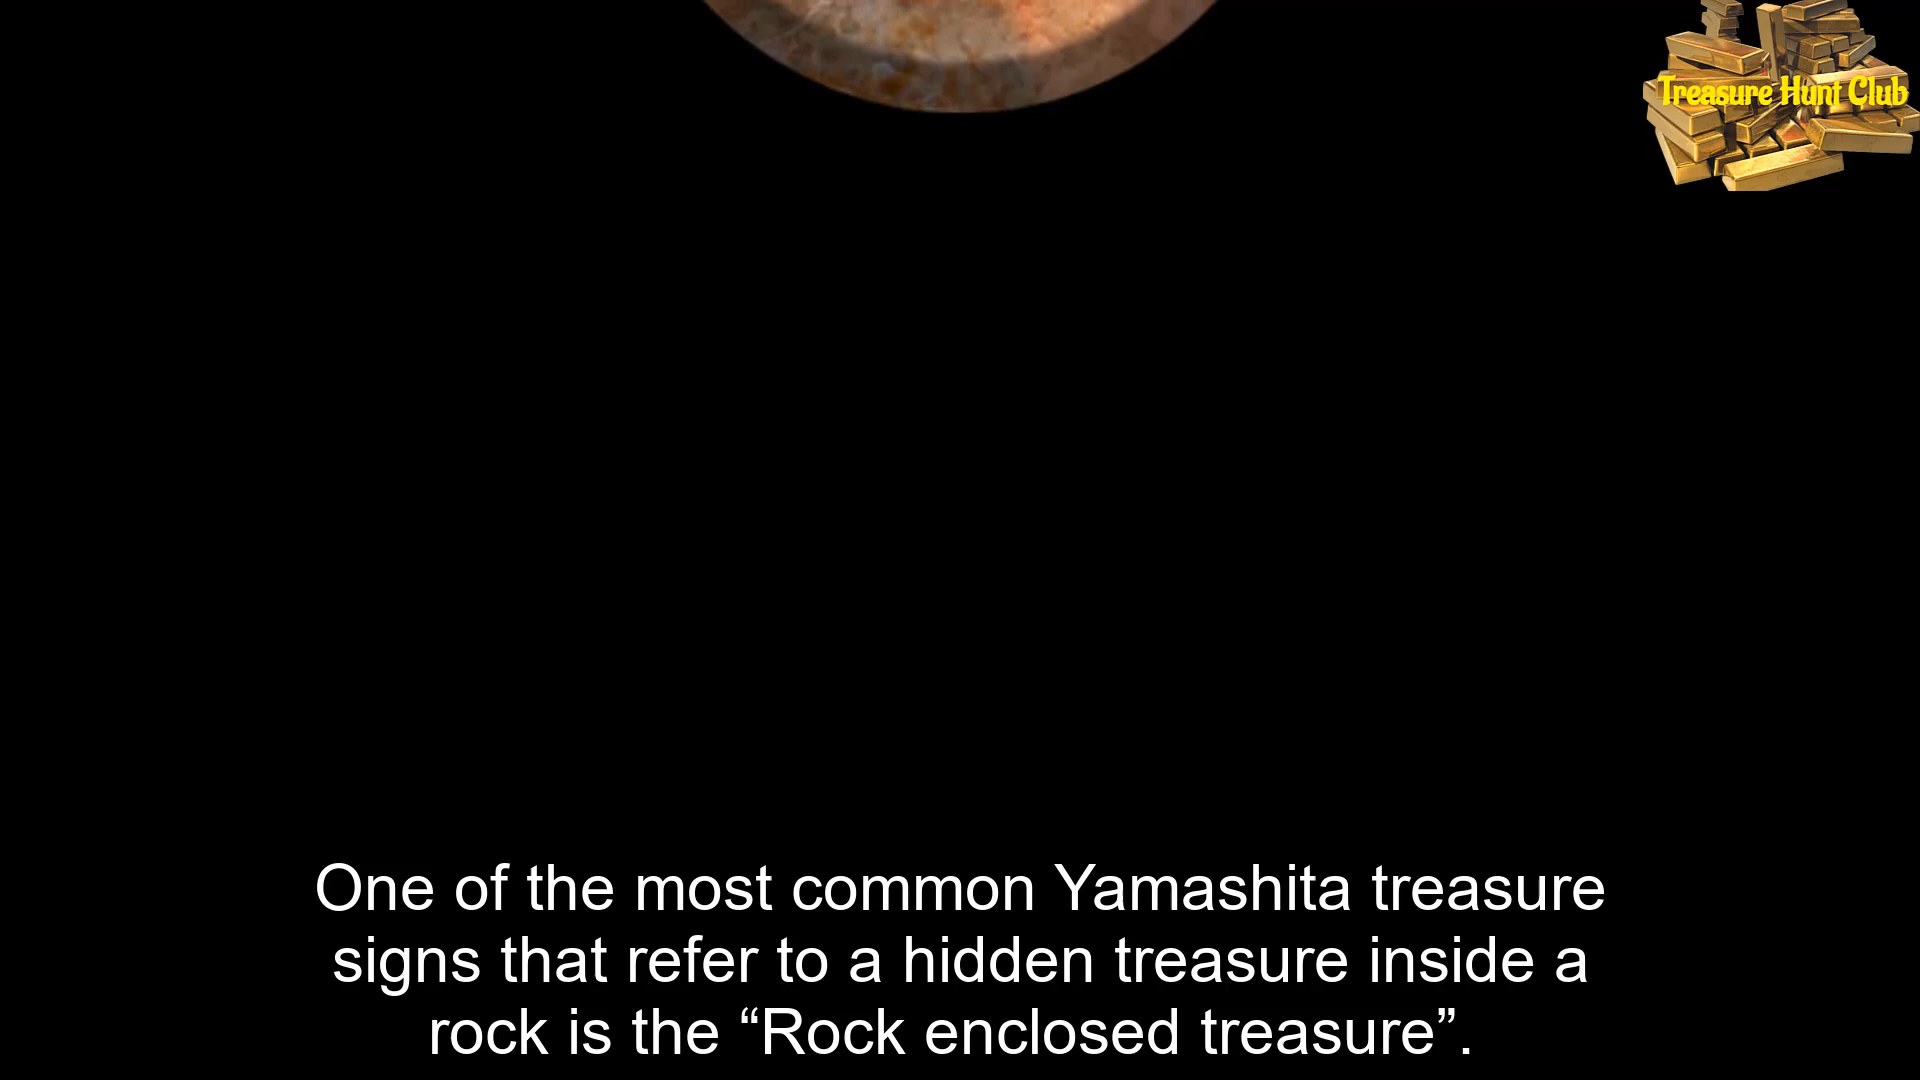 Treasure Hunt Club
One of the most common Yamashita treasure
signs that refer to a hidden treasure inside a
rock is the “Rock enclosed treasure”.